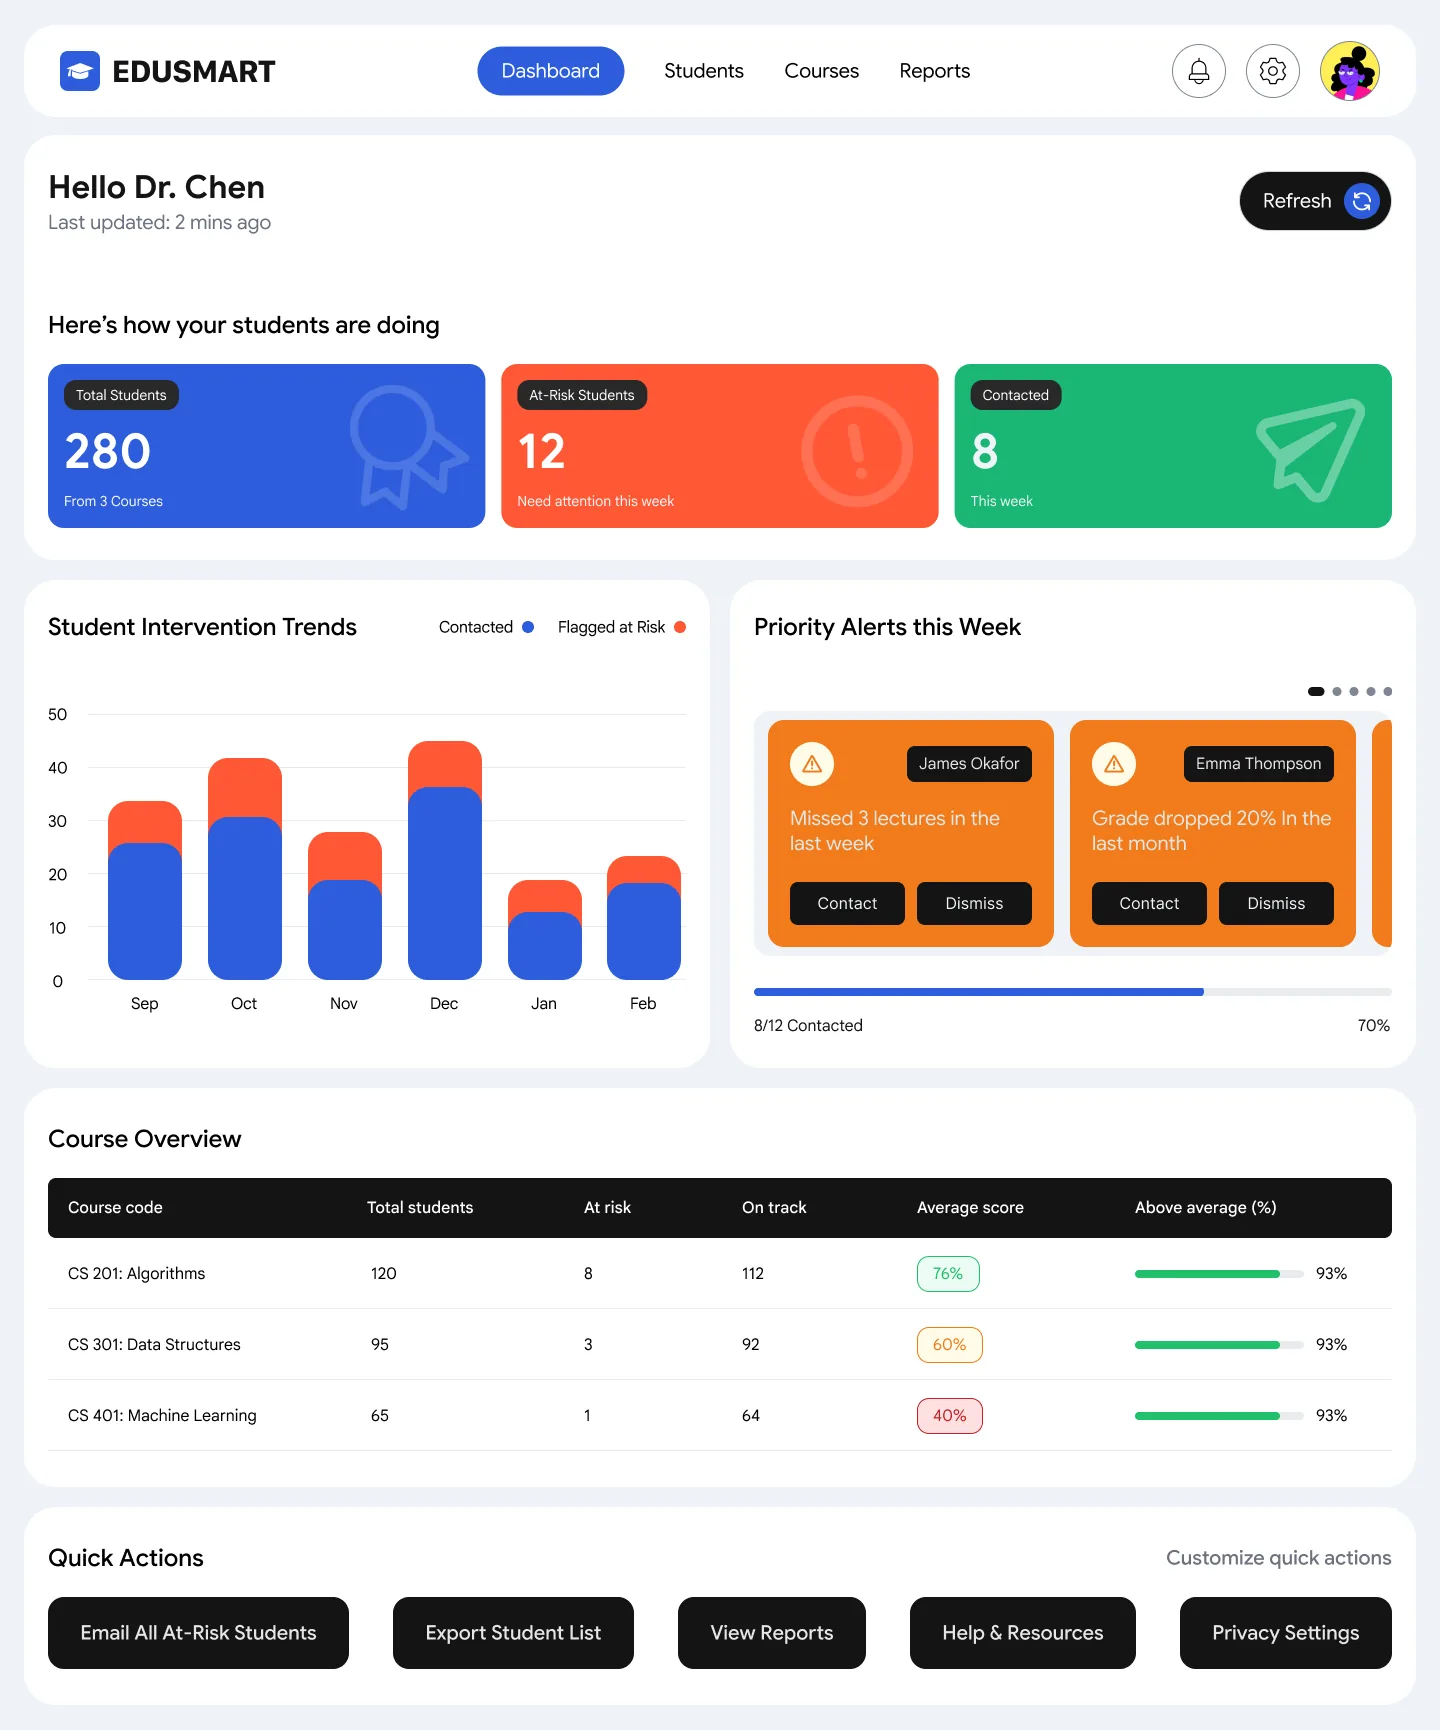 EDUSMART
Dashboard
Students
Courses
Reports
Hello Dr. Chen
Last updated: 2 mins ago
Refresh
Here’s how your students are doing
Total Students
280
From 3 Courses
At-Risk Students
12
Need attention this week
Contacted
8
This week
Student Intervention Trends
Contacted
Flagged at Risk
50
40
30
20
10
0
Sep
Oct
Nov
Dec
Jan
Feb
Priority Alerts this Week
James Okafor
Missed 3 lectures in the
last week
Contact
Dismiss
Emma Thompson
Grade dropped 20% In the
last month
Contact
Dismiss
8/12 Contacted
70%
Course Overview
Course code Total students At risk On track Average score Above average (%)
CS 201: Algorithms 120 8 112 76% 93%
CS 301: Data Structures 95 3 92 60% 93%
CS 401: Machine Learning 65 1 64 40% 93%
Quick Actions
Customize quick actions
Email All At-Risk Students
Export Student List
View Reports
Help & Resources
Privacy Settings